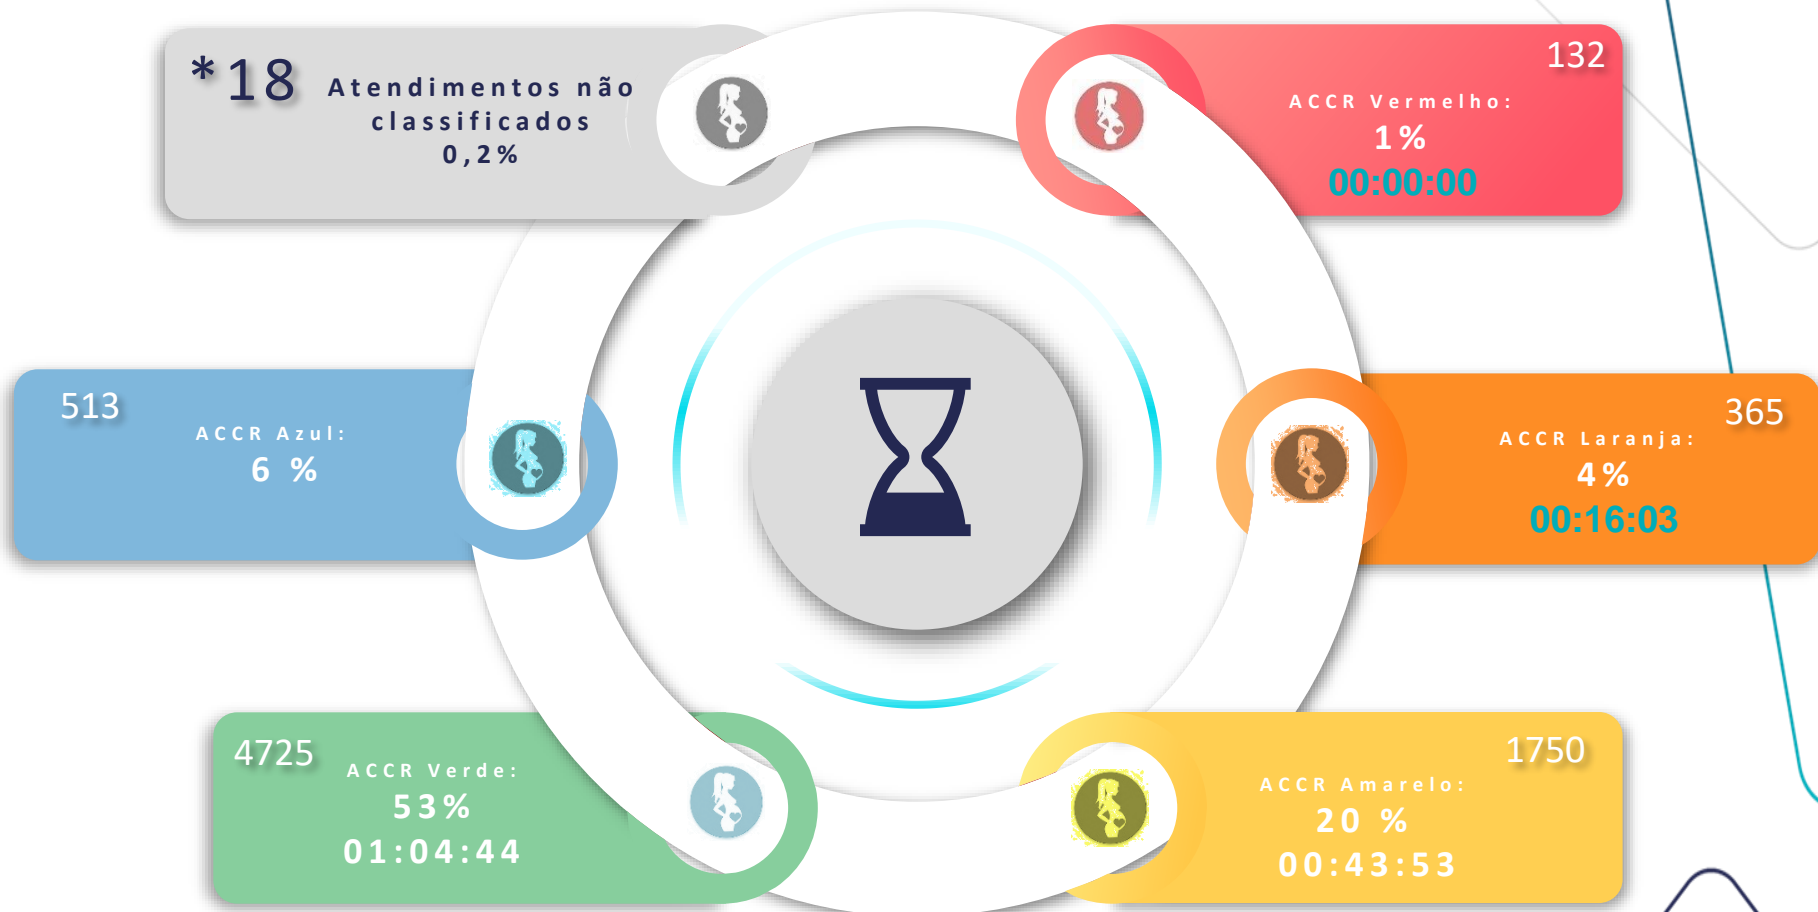 *18
Atendimentos não
classificados
0,2%
132
ACCR Vermelho:
1%
00:00:00
513
ACCR Azul:
6 %
365
ACCR Laranja:
4%
00:16:03
4725
ACCR Verde:
53%
01:04:44
1750
ACCR Amarelo:
20 %
00:43:53